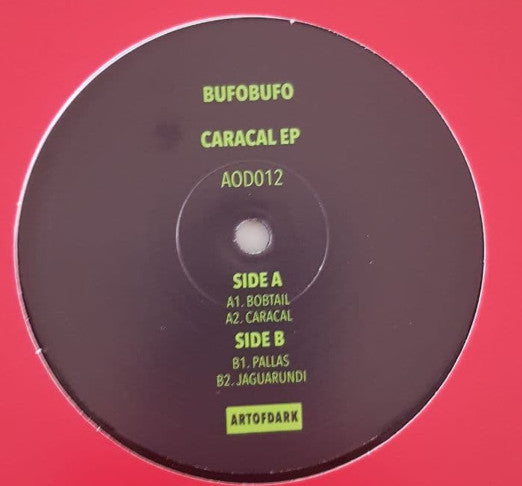 BUFOBUFO
CARACAL EP
AOD012
SIDE A
A1. BOBTAIL
A2. CARACAL
SIDE B
B1. PALLAS
B2. JAGUARUNDI
ARTOFDARK